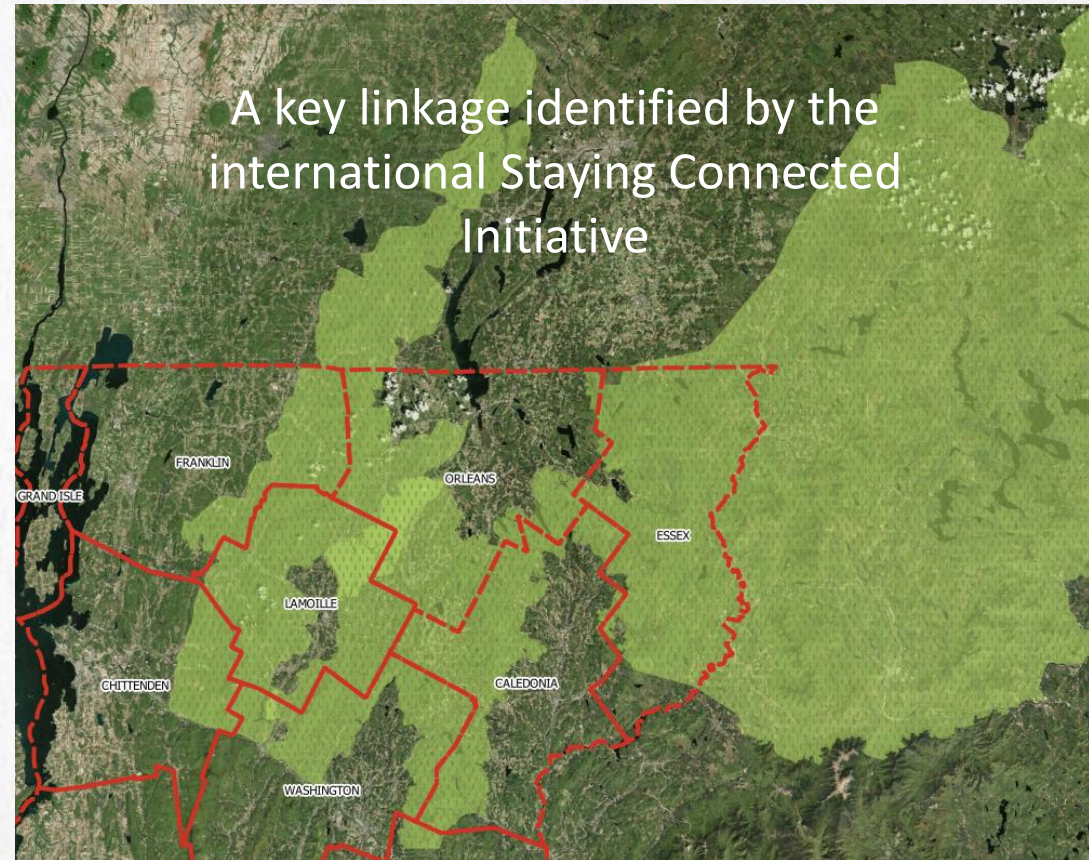 A key linkage identified by the
international Staying Connected
Initiative
FRANKLIN
ORLEANS
GRAND ISLE
ESSEX
LAMOILLE
CHITTENDEN
CALEDONIA
WASHINGTON